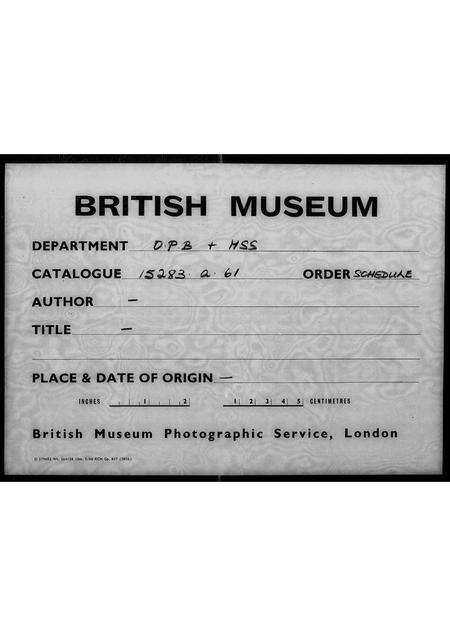 BRITISH MUSEUM
DEPARTMENT O.P.B + MSS
CATALOGUE 15283.a.61 ORDER SCHEDULE
AUTHOR —
TITLE —
PLACE & DATE OF ORIGIN —
INCHES 1 2 1 2 3 4 5 CENTIMETRES
British Museum Photographic Service, London